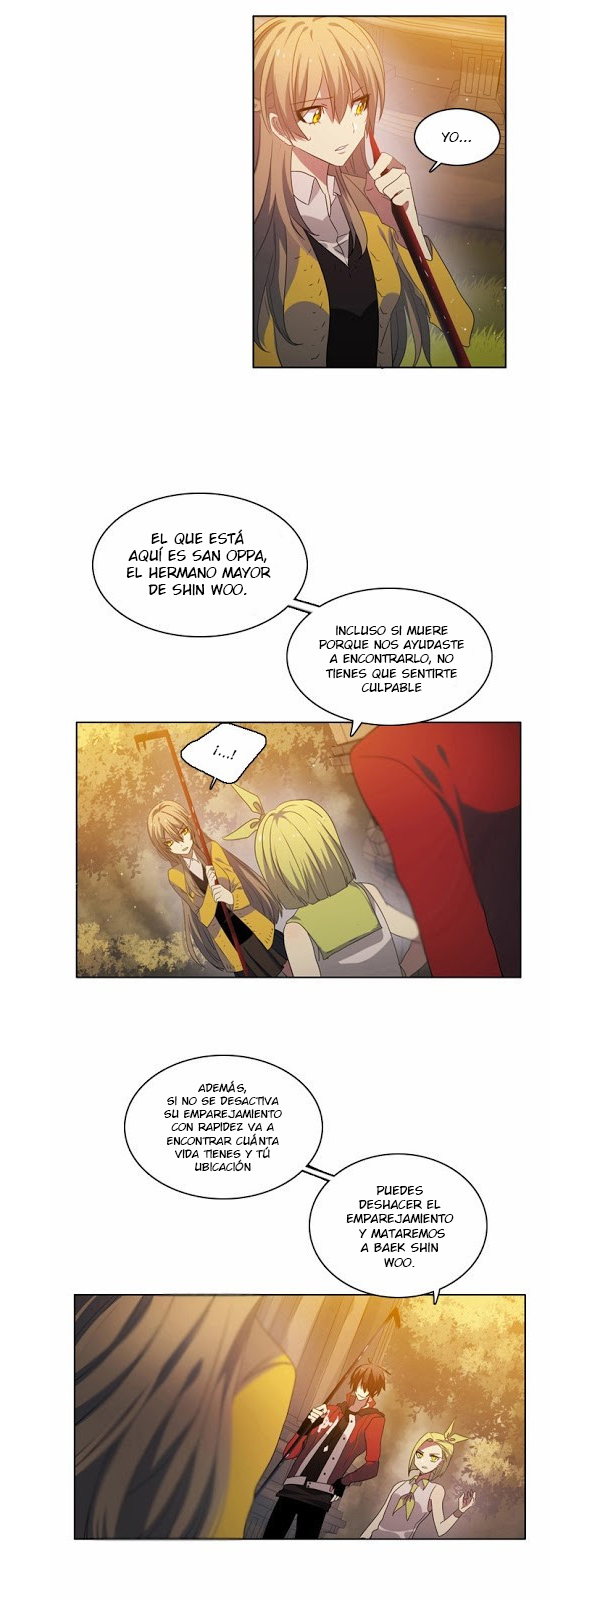 YO...
EL QUE ESTÁ
AQUÍ ES SAN OPPA,
EL HERMANO MAYOR
DE SHIN WOO.
INCLUSO SI MUERE
PORQUE NOS AYUDASTE
A ENCONTRARLO, NO
TIENES QUE SENTIRTE
CULPABLE
¡...!
ADEMÁS,
SI NO SE DESACTIVA
SU EMPAREJAMIENTO
CON RAPIDEZ VA A
ENCONTRAR CUÁNTA
VIDA TIENES Y TÚ
UBICACIÓN
PUEDES
DESHACER EL
EMPAREJAMIENTO
Y MATAREMOS
A BAEK SHIN
WOO.